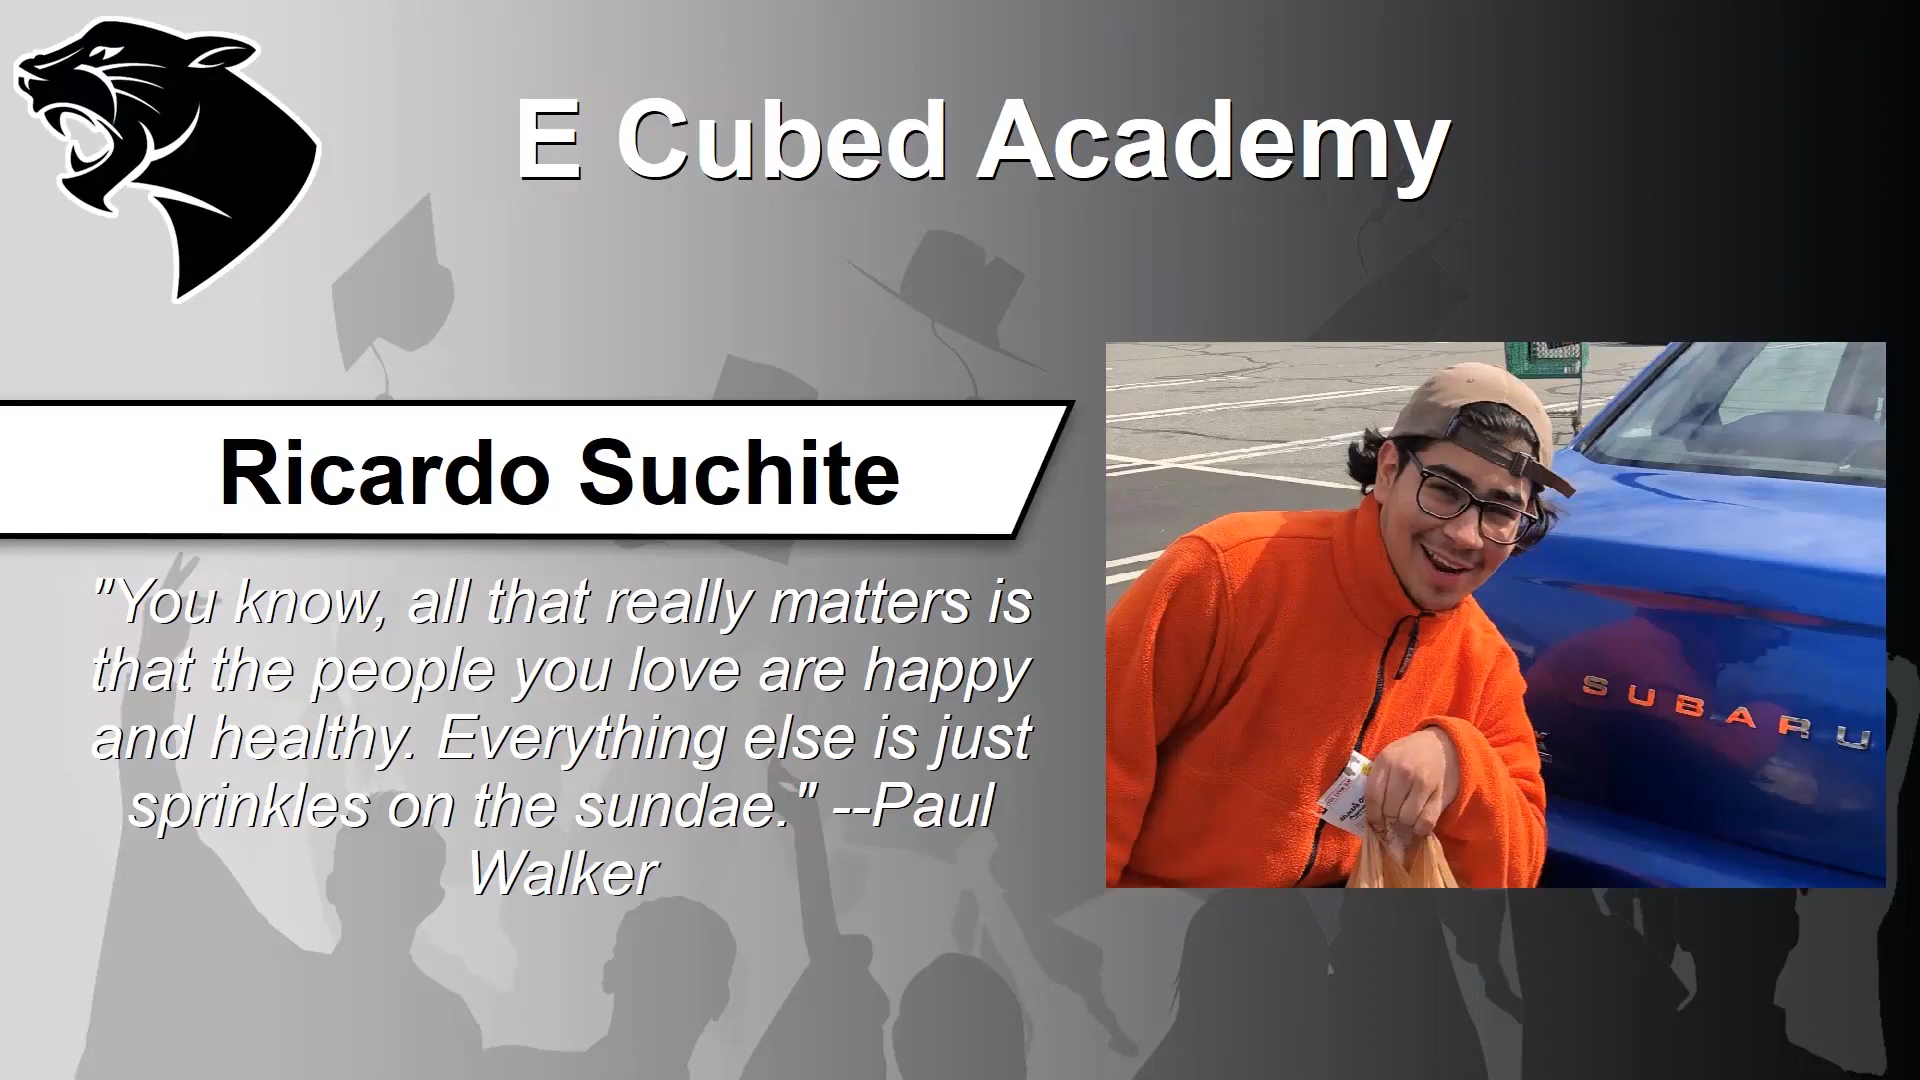 E Cubed Academy
Ricardo Suchite
"You know, all that really matters is
that the people you love are happy
and healthy. Everything else is just
sprinkles on the sundae." --Paul
Walker
SUBARU